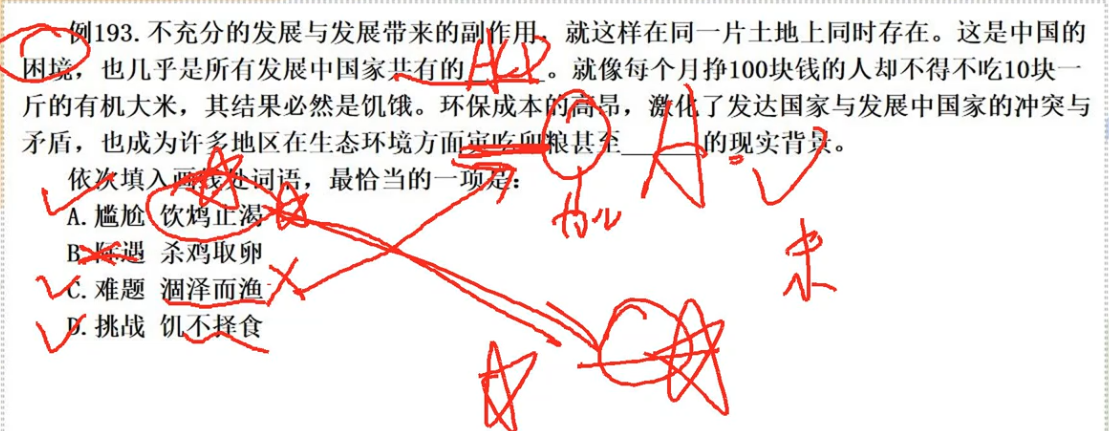 例193.不充分的发展与发展带来的副作用，就这样在同一片土地上同时存在。这是中国的
困境，也几乎是所有发展中国家共有的______。就像每个月挣100块钱的人却不得不吃10块一
斤的有机大米，其结果必然是饥饿。环保成本的高昂，激化了发达国家与发展中国家的冲突与
矛盾，也成为许多地区在生态环境方面寅吃卯粮甚至______的现实背景。
依次填入画线处词语，最恰当的一项是：
A.尴尬 饮鸩止渴
B.际遇 杀鸡取卵
C.难题 涸泽而渔
D.挑战 饥不择食
ACD
A